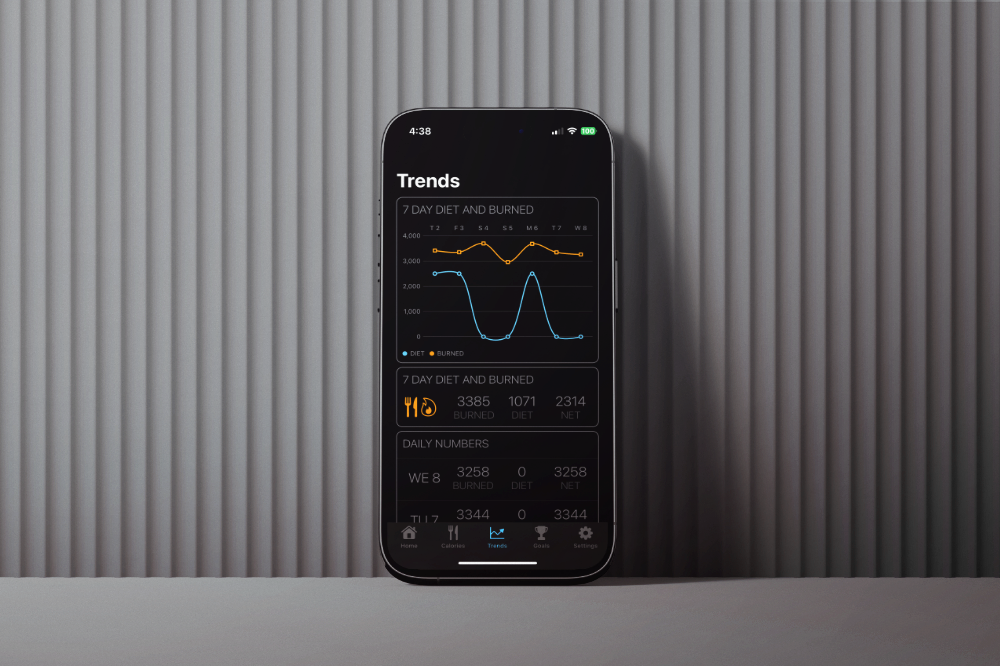 4:38
100
Trends
7 DAY DIET AND BURNED
T 2 F 3 S 4 S 5 M 6 T 7 W 8
4,000
3,000
2,000
1,000
0
DIET BURNED
7 DAY DIET AND BURNED
3385 1071 2314
BURNED DIET NET
DAILY NUMBERS
WE 8 3258 0 3258
BURNED DIET NET
TU 7 3344 0 3344
Home Calories Trends Goals Settings